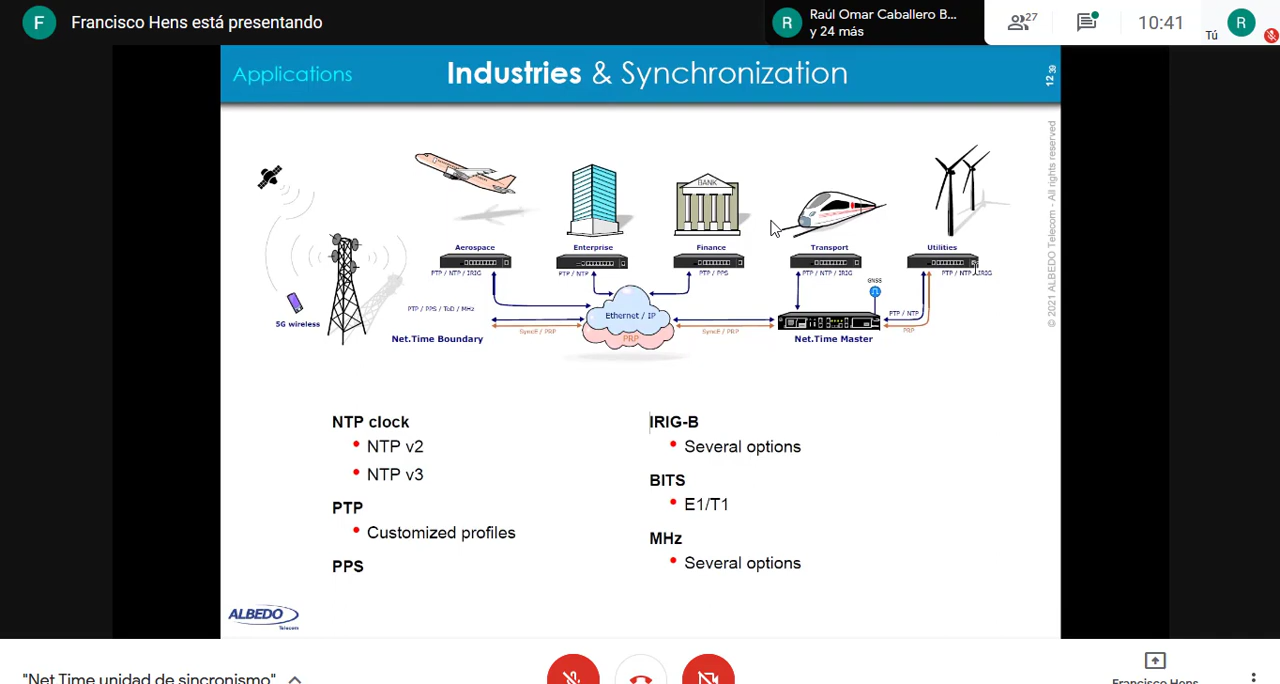 F
Francisco Hens está presentando
R
Raúl Omar Caballero B...
y 24 más
27
10:41
Tú
R
Applications
Industries & Synchronization
12
39
© 2021 ALBEDO Telecom - All rights reserved
BANK
Aerospace
Enterprise
Finance
Transport
Utilities
PTP / NTP / IRIG
PTP / NTP
PTP / PPS
PTP / NTP / IRIG
PTP / NTP / IRIG
GNSS
5G wireless
PTP / PPS / ToD / MHz
Ethernet / IP
PTP / NTP
SyncE / PRP
PRP
SyncE / PRP
PRP
Net.Time Boundary
Net.Time Master
NTP clock
• NTP v2
• NTP v3
PTP
• Customized profiles
PPS
IRIG-B
• Several options
BITS
• E1/T1
MHz
• Several options
ALBEDO
Telecom
"Net Time unidad de sincronismo"
Francisco Hens